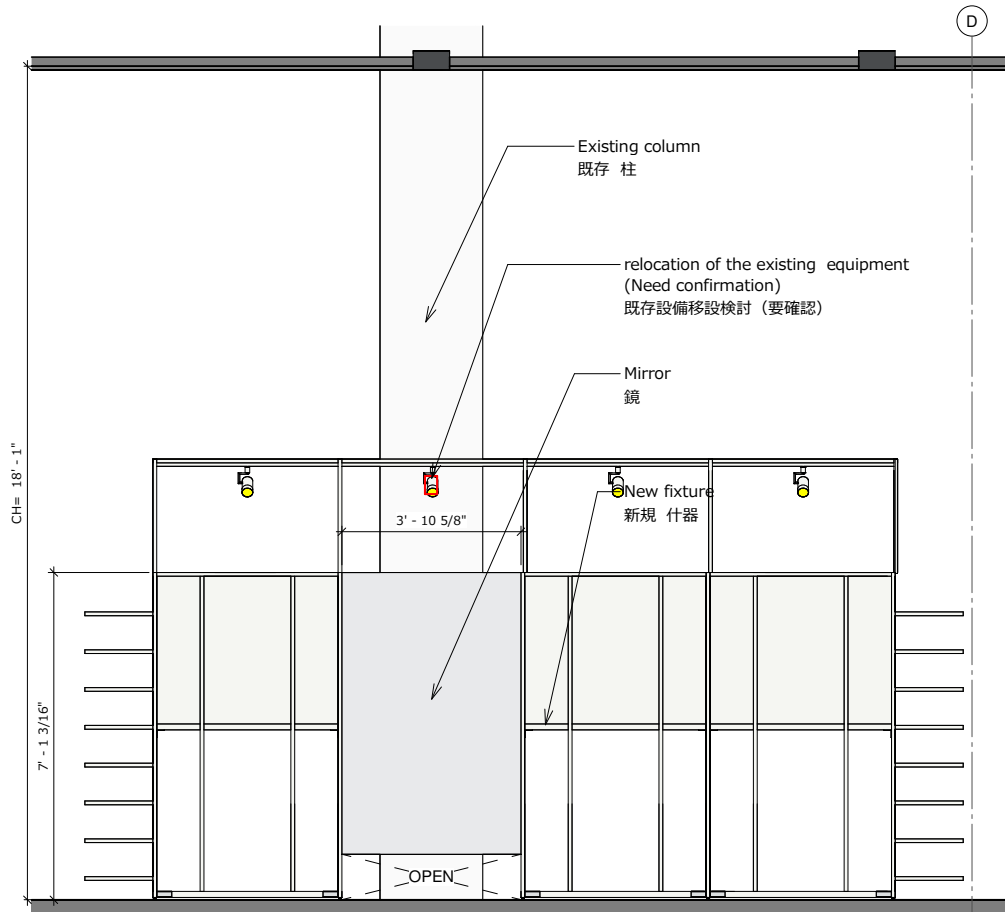 D
Existing column
既存 柱
relocation of the existing equipment
(Need confirmation)
既存設備移設検討（要確認）
Mirror
鏡
CH= 18' - 1"
New fixture
新規 什器
3' - 10 5/8"
7' - 1 3/16"
OPEN